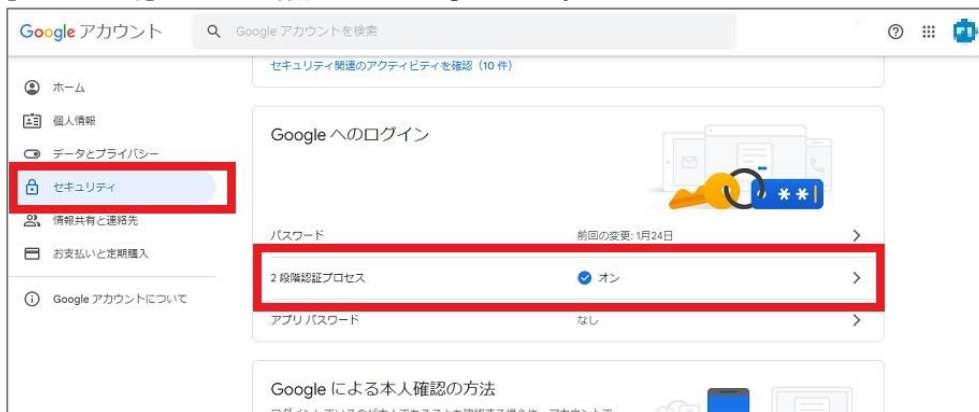 Google アカウント
Google アカウントを検索
ホーム
個人情報
データとプライバシー
セキュリティ
情報共有と連絡先
お支払いと定期購入
Google アカウントについて
セキュリティ関連のアクティビティを確認（10 件）
Google へのログイン
**
パスワード 前回の変更: 1月24日
2 段階認証プロセス オン
アプリ パスワード なし
Google による本人確認の方法